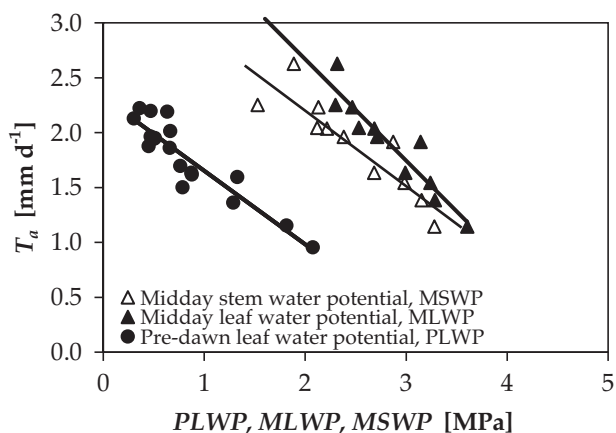 3.0
2.5
2.0
1.5
1.0
0.5
0.0
T_a [mm d⁻¹]
△ Midday stem water potential, MSWP
▲ Midday leaf water potential, MLWP
● Pre-dawn leaf water potential, PLWP
0 1 2 3 4 5
PLWP, MLWP, MSWP [MPa]